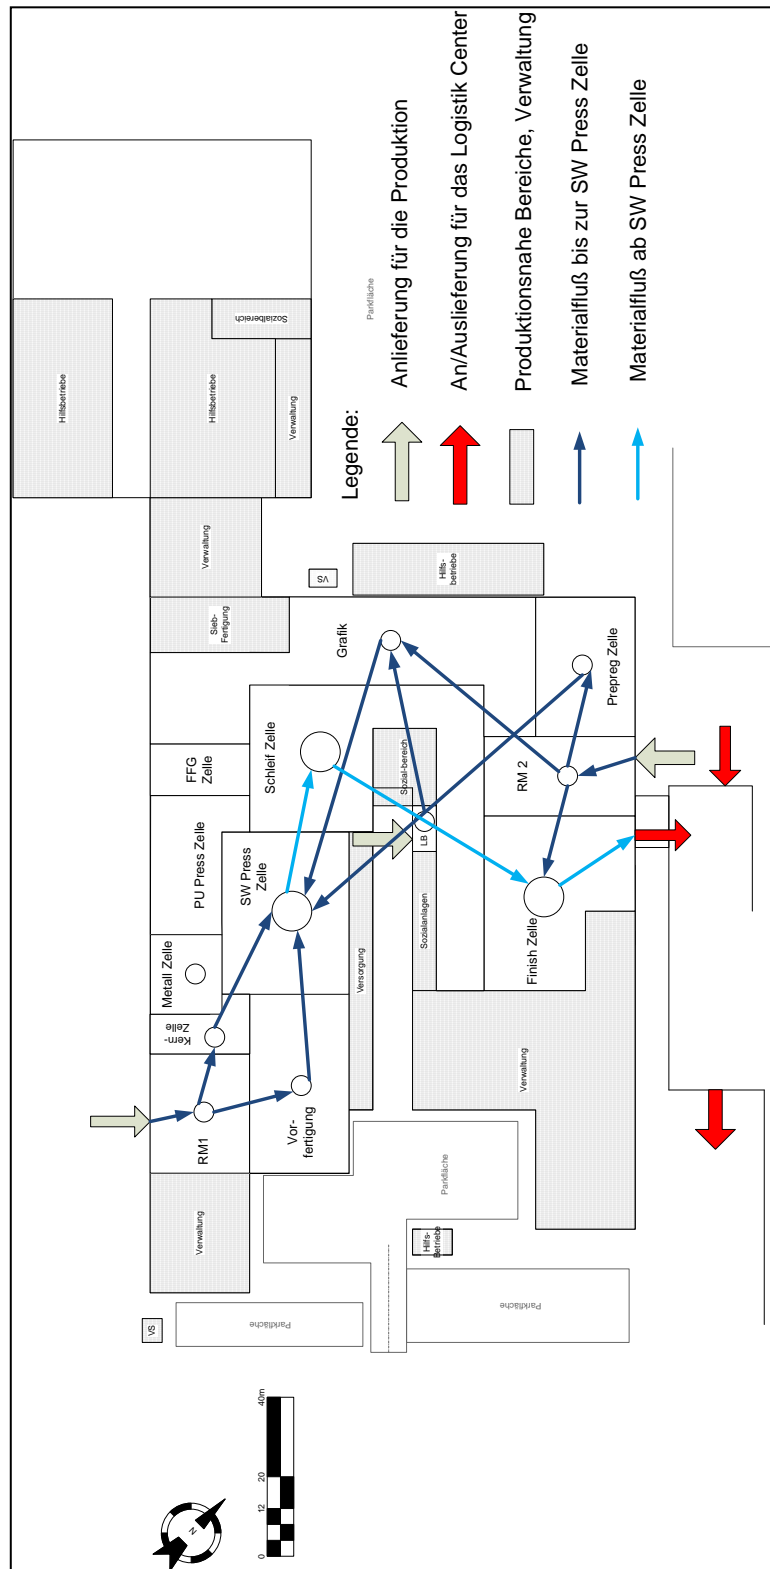 Hilfsbetriebe
Hilfsbetriebe
Sozialbereich
Verwaltung
Verwaltung
Sieb-
Fertigung
VS
Hilfs-
betriebe
Grafik
Prepreg Zelle
FFG
Zelle
Schleif Zelle
Sozial-bereich
RM 2
PU Press Zelle
SW Press
Zelle
LB
Metall Zelle
Versorgung
Sozialanlagen
Finish Zelle
Kern-
Zelle
RM1
Vor-
fertigung
Verwaltung
Verwaltung
Parkfläche
Hilfs-
Betriebe
VS
Parkfläche
Parkfläche
Parkfläche
Legende:
Anlieferung für die Produktion
An/Auslieferung für das Logistik Center
Produktionsnahe Bereiche, Verwaltung
Materialfluß bis zur SW Press Zelle
Materialfluß ab SW Press Zelle
N
0 12 20 40m